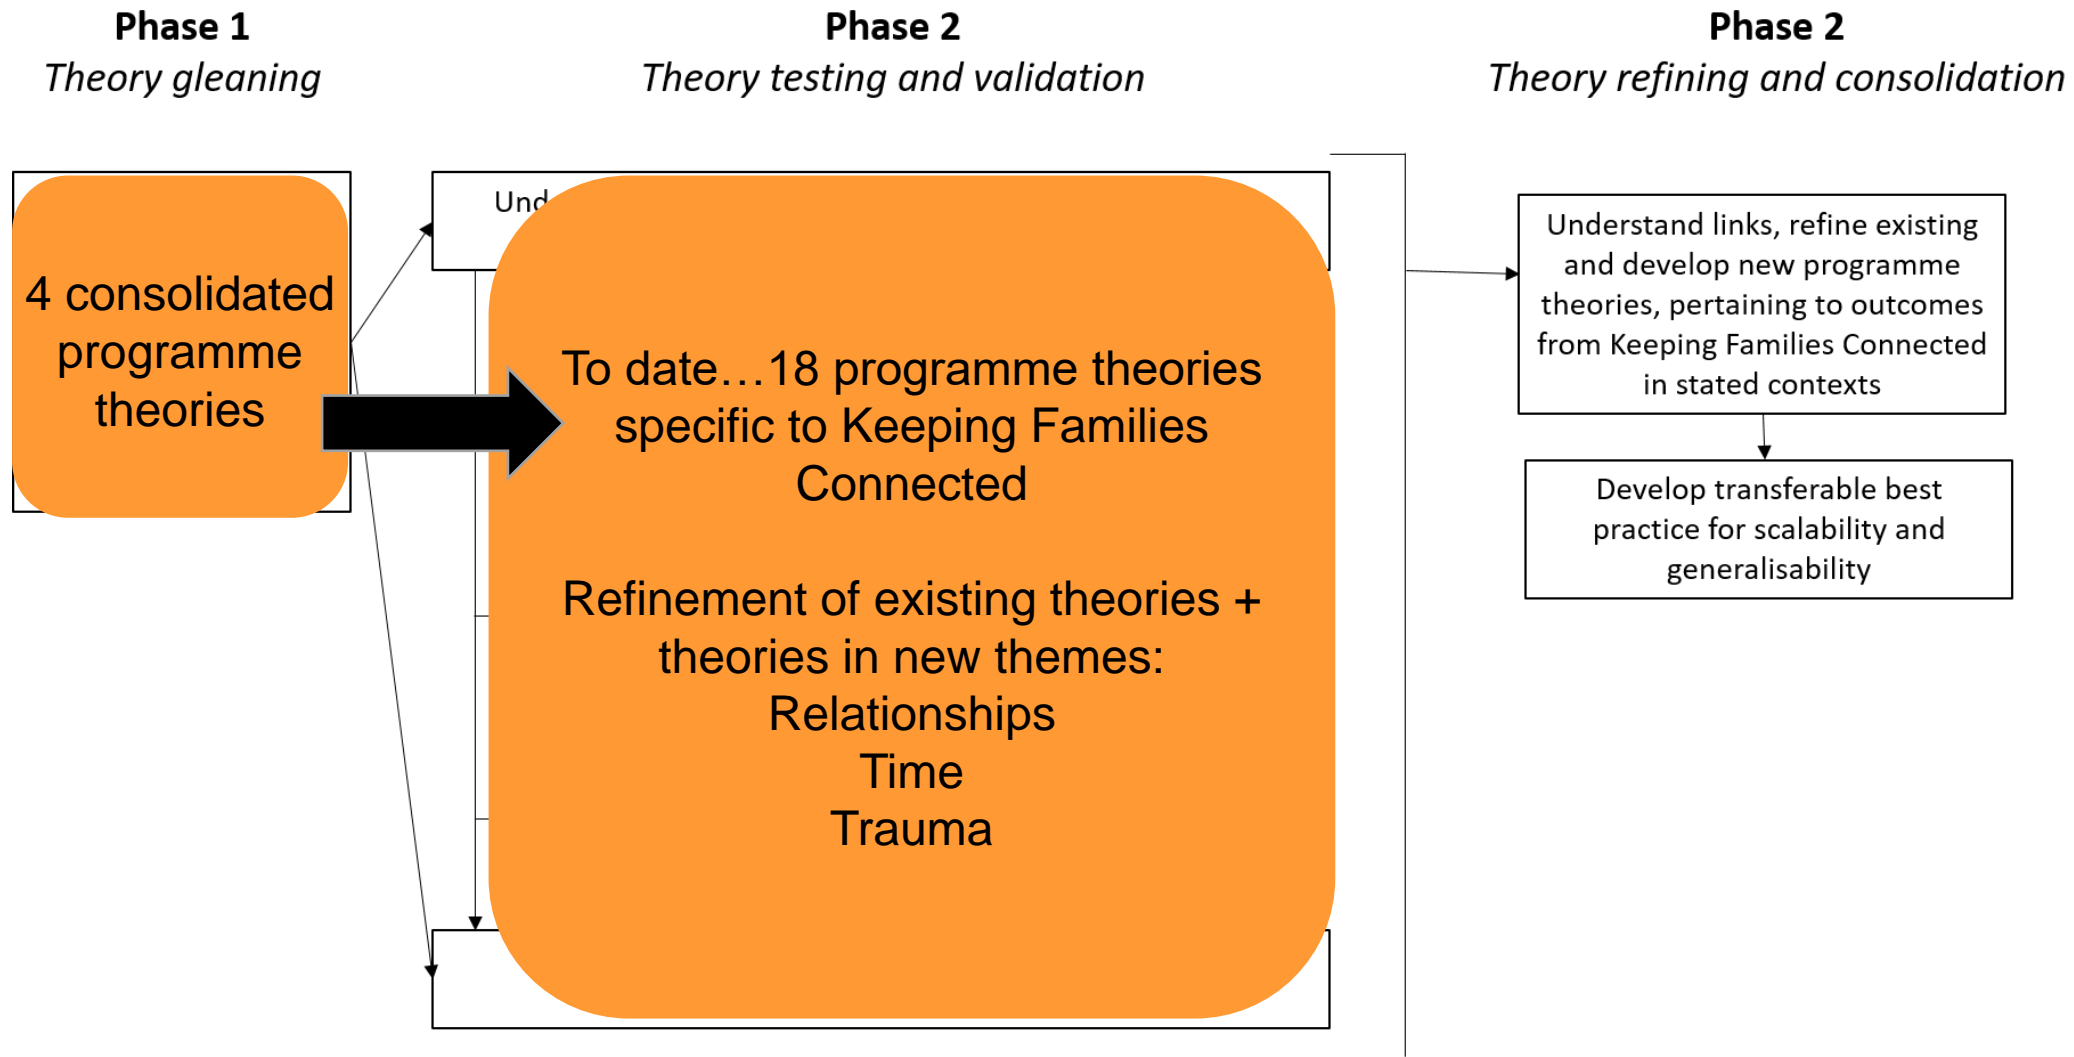 Phase 1
Theory gleaning
4 consolidated
programme
theories
Phase 2
Theory testing and validation
To date…18 programme theories
specific to Keeping Families
Connected
Refinement of existing theories +
theories in new themes:
Relationships
Time
Trauma
Phase 2
Theory refining and consolidation
Understand links, refine existing
and develop new programme
theories, pertaining to outcomes
from Keeping Families Connected
in stated contexts
Develop transferable best
practice for scalability and
generalisability